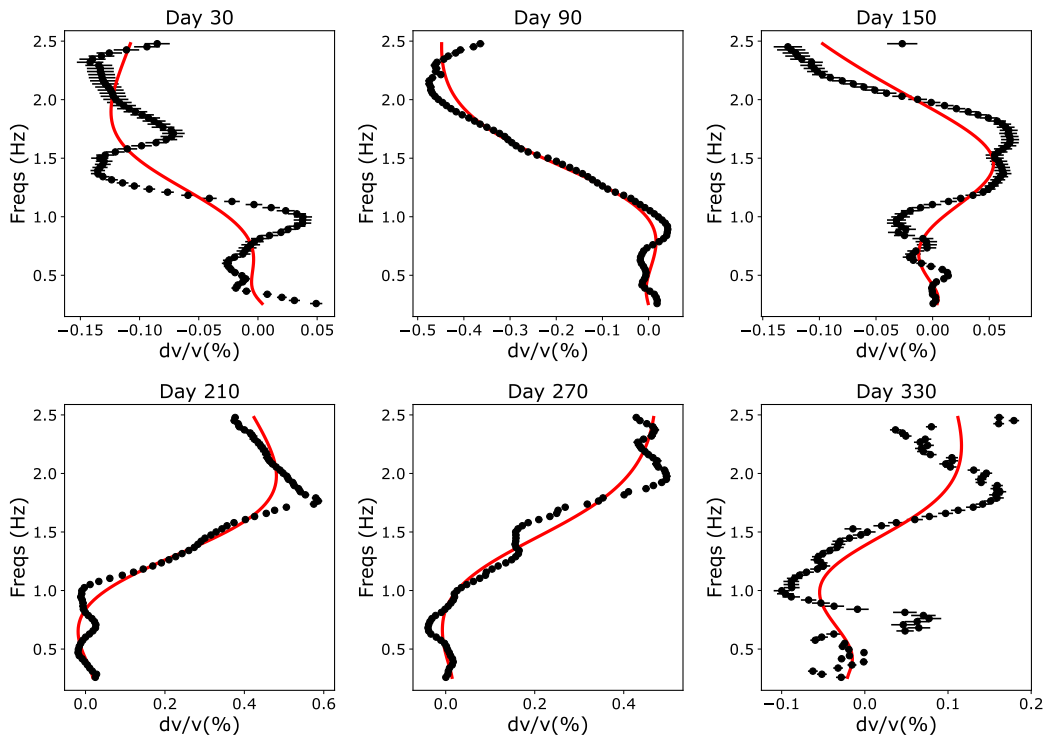 Day 30 Day 90 Day 150
2.5 2.5 2.5
2.0 2.0 2.0
1.5 1.5 1.5
1.0 1.0 1.0
0.5 0.5 0.5
Freqs (Hz) Freqs (Hz) Freqs (Hz)
−0.15 −0.10 −0.05 0.00 0.05 −0.5 −0.4 −0.3 −0.2 −0.1 0.0 −0.15 −0.10 −0.05 0.00 0.05
dv/v(%) dv/v(%) dv/v(%)
Day 210 Day 270 Day 330
2.5 2.5 2.5
2.0 2.0 2.0
1.5 1.5 1.5
1.0 1.0 1.0
0.5 0.5 0.5
Freqs (Hz) Freqs (Hz) Freqs (Hz)
0.0 0.2 0.4 0.6 0.0 0.2 0.4 −0.1 0.0 0.1 0.2
dv/v(%) dv/v(%) dv/v(%)